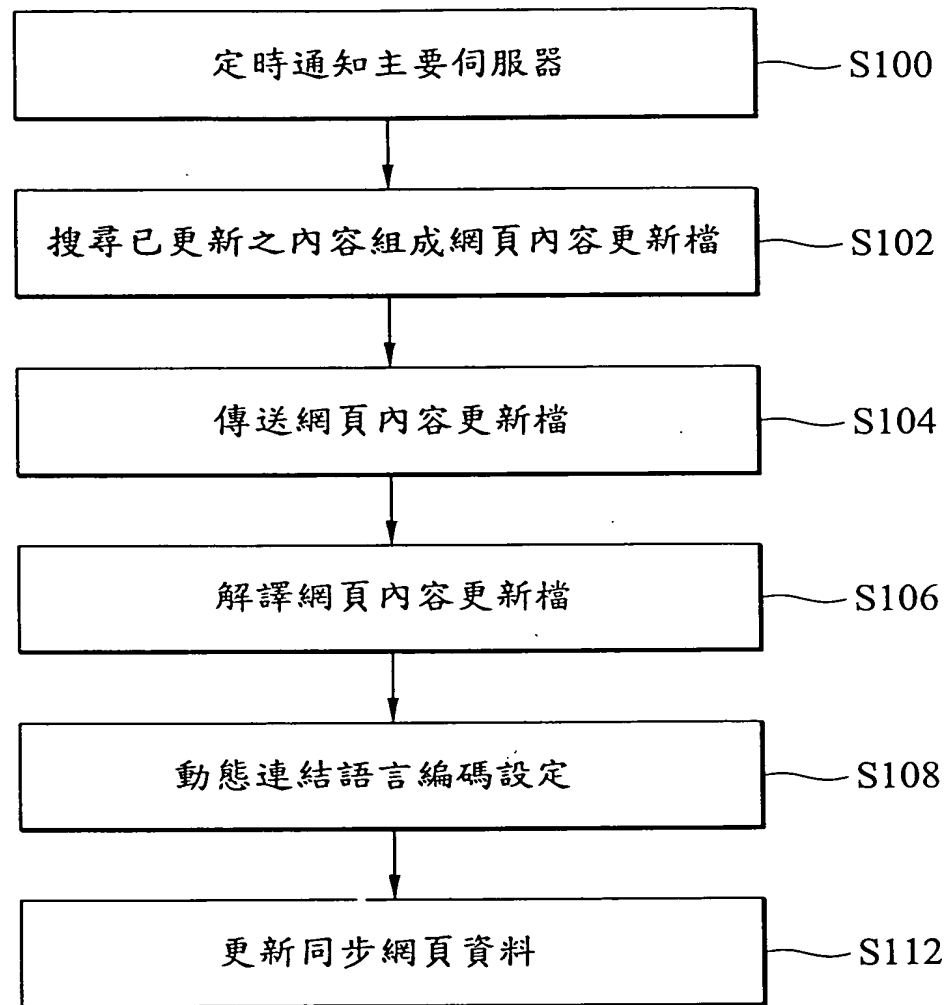 定時通知主要伺服器
S100
搜尋已更新之內容組成網頁內容更新檔
S102
傳送網頁內容更新檔
S104
解譯網頁內容更新檔
S106
動態連結語言編碼設定
S108
更新同步網頁資料
S112